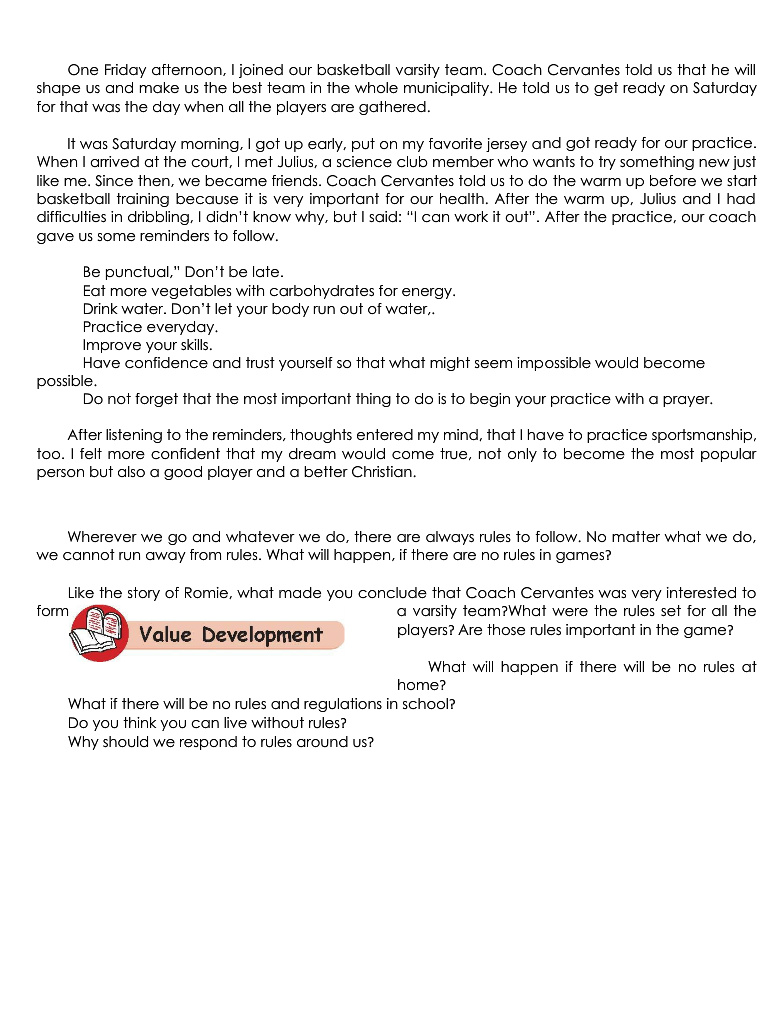 One Friday afternoon, I joined our basketball varsity team. Coach Cervantes told us that he will
shape us and make us the best team in the whole municipality. He told us to get ready on Saturday
for that was the day when all the players are gathered.
It was Saturday morning, I got up early, put on my favorite jersey and got ready for our practice.
When I arrived at the court, I met Julius, a science club member who wants to try something new just
like me. Since then, we became friends. Coach Cervantes told us to do the warm up before we start
basketball training because it is very important for our health. After the warm up, Julius and I had
difficulties in dribbling, I didn’t know why, but I said: “I can work it out”. After the practice, our coach
gave us some reminders to follow.
Be punctual,” Don’t be late.
Eat more vegetables with carbohydrates for energy.
Drink water. Don’t let your body run out of water,.
Practice everyday.
Improve your skills.
Have confidence and trust yourself so that what might seem impossible would become
possible.
Do not forget that the most important thing to do is to begin your practice with a prayer.
After listening to the reminders, thoughts entered my mind, that I have to practice sportsmanship,
too. I felt more confident that my dream would come true, not only to become the most popular
person but also a good player and a better Christian.
Wherever we go and whatever we do, there are always rules to follow. No matter what we do,
we cannot run away from rules. What will happen, if there are no rules in games?
Like the story of Romie, what made you conclude that Coach Cervantes was very interested to
form a varsity team?What were the rules set for all the
Value Development
players? Are those rules important in the game?
What will happen if there will be no rules at
home?
What if there will be no rules and regulations in school?
Do you think you can live without rules?
Why should we respond to rules around us?